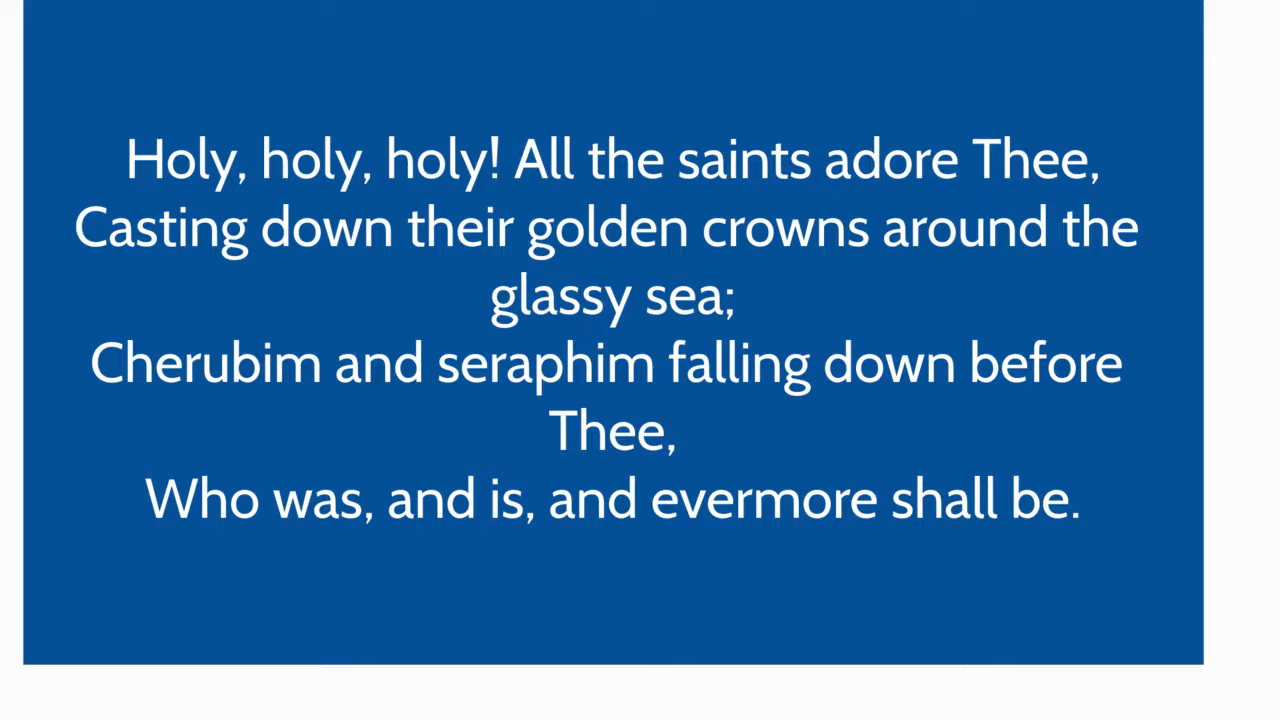 Holy, holy, holy! All the saints adore Thee,
Casting down their golden crowns around the
glassy sea;
Cherubim and seraphim falling down before
Thee,
Who was, and is, and evermore shall be.